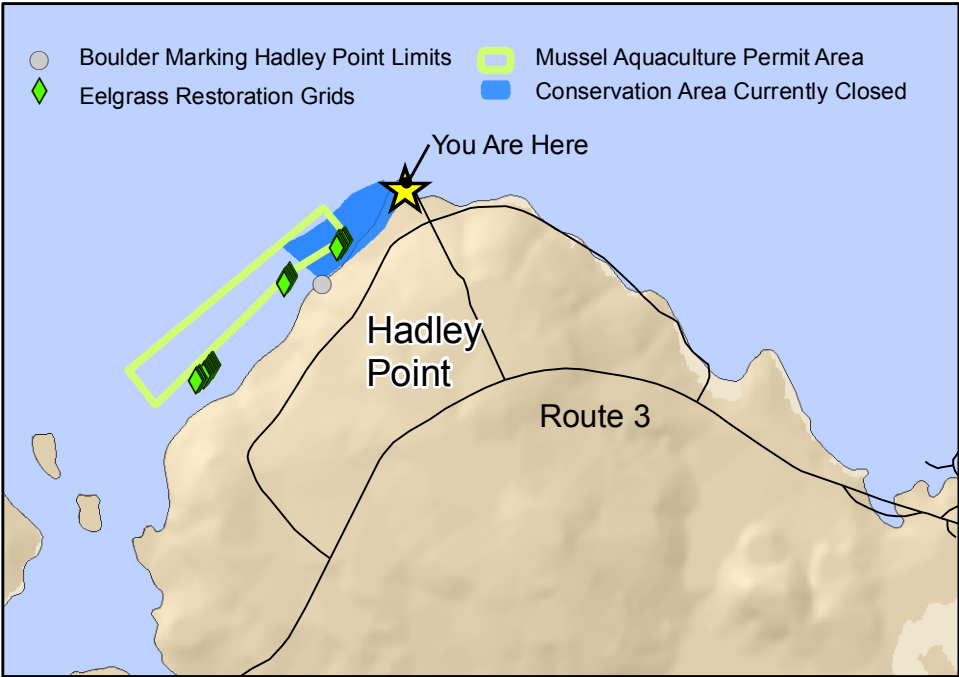 Boulder Marking Hadley Point Limits
Eelgrass Restoration Grids
Mussel Aquaculture Permit Area
Conservation Area Currently Closed
You Are Here
Hadley
Point
Route 3